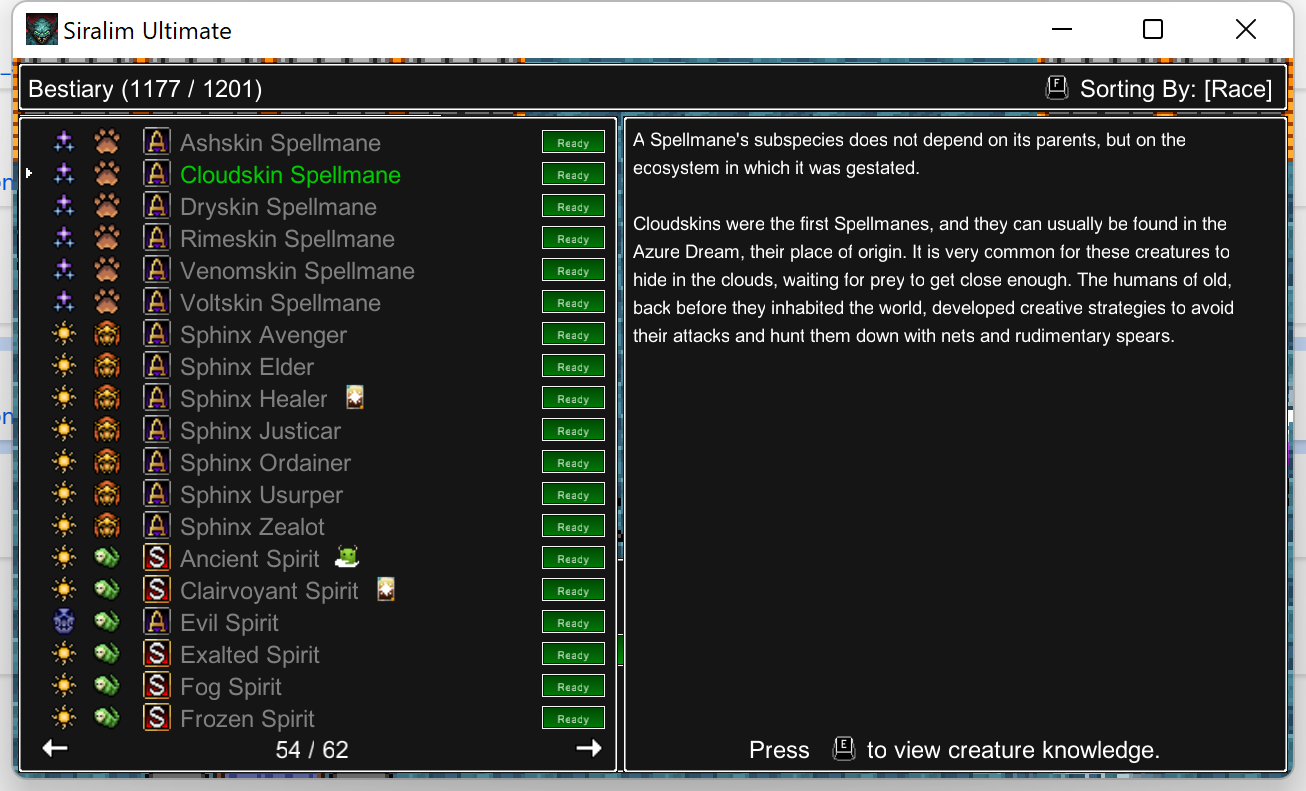 Siralim Ultimate
Bestiary (1177 / 1201)
F Sorting By: [Race]
A Ashskin Spellmane Ready
A Cloudskin Spellmane Ready
A Dryskin Spellmane Ready
A Rimeskin Spellmane Ready
A Venomskin Spellmane Ready
A Voltskin Spellmane Ready
A Sphinx Avenger Ready
A Sphinx Elder Ready
A Sphinx Healer Ready
A Sphinx Justicar Ready
A Sphinx Ordainer Ready
A Sphinx Usurper Ready
A Sphinx Zealot Ready
S Ancient Spirit Ready
S Clairvoyant Spirit Ready
A Evil Spirit Ready
S Exalted Spirit Ready
S Fog Spirit Ready
S Frozen Spirit Ready
54 / 62
A Spellmane's subspecies does not depend on its parents, but on the
ecosystem in which it was gestated.
Cloudskins were the first Spellmanes, and they can usually be found in the
Azure Dream, their place of origin. It is very common for these creatures to
hide in the clouds, waiting for prey to get close enough. The humans of old,
back before they inhabited the world, developed creative strategies to avoid
their attacks and hunt them down with nets and rudimentary spears.
Press E to view creature knowledge.